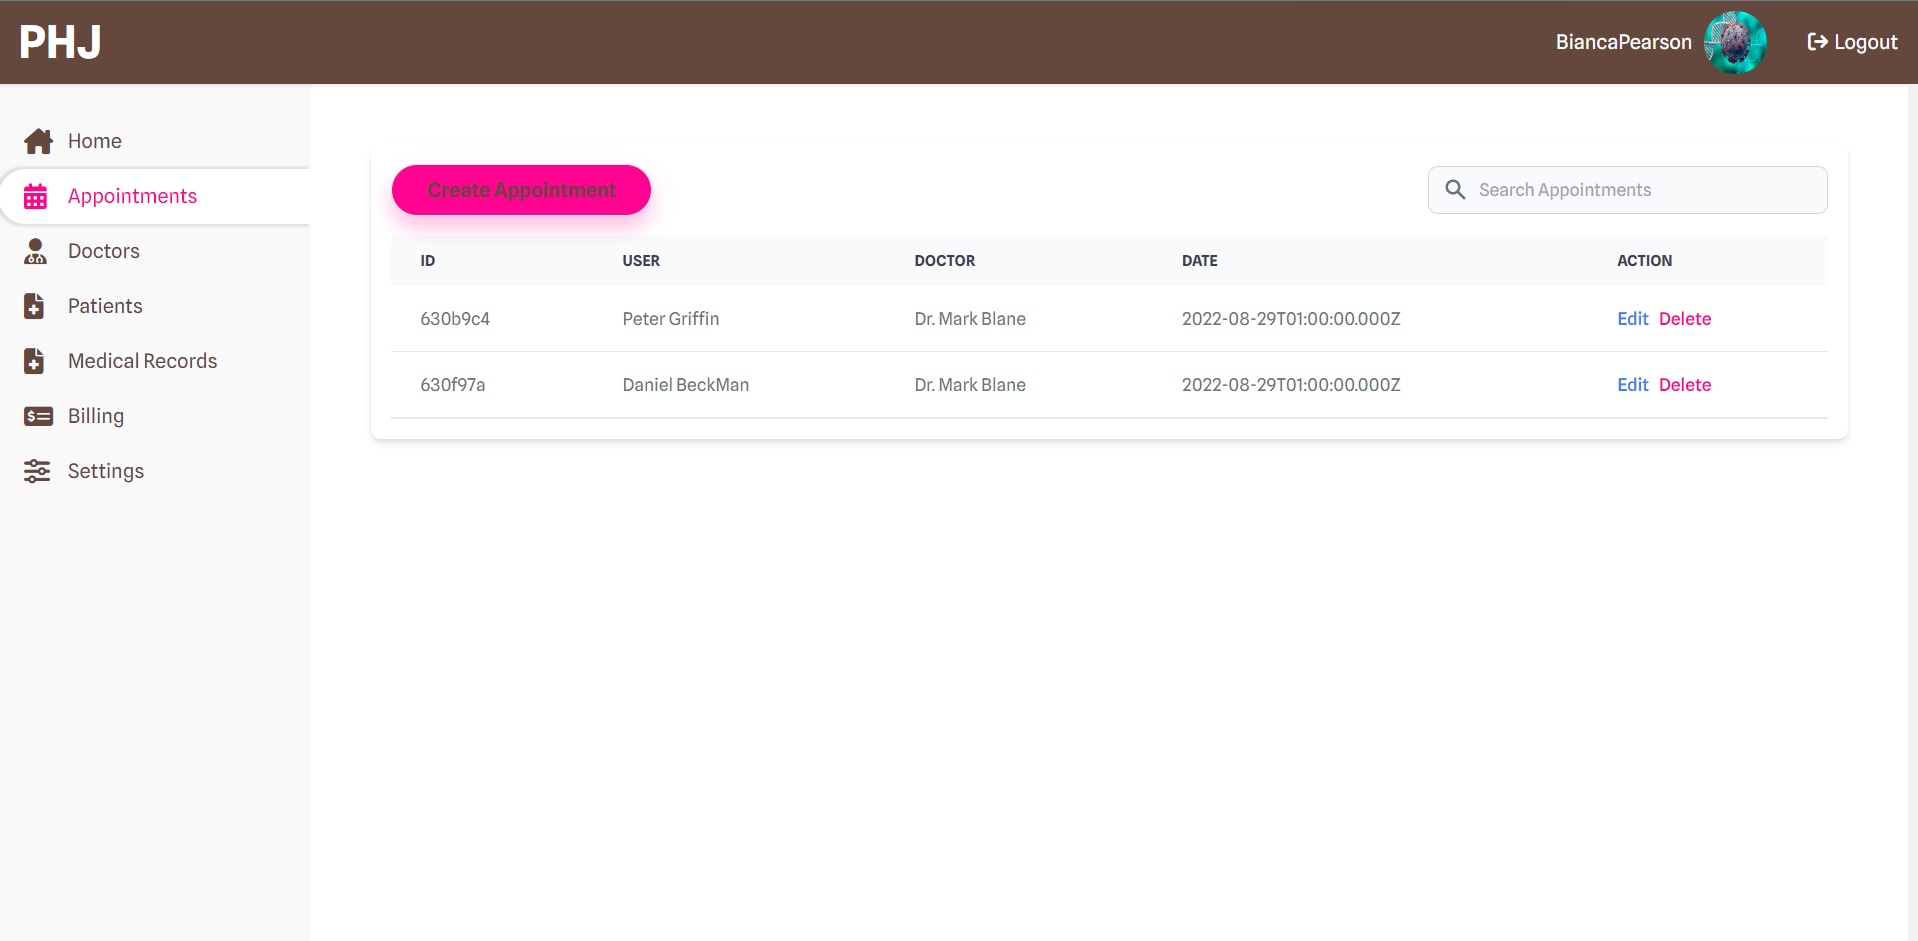 PHJ
BiancaPearson
Logout
Home
Appointments
Doctors
Patients
Medical Records
Billing
Settings
Create Appointment
Search Appointments
ID USER DOCTOR DATE ACTION
630b9c4 Peter Griffin Dr. Mark Blane 2022-08-29T01:00:00.000Z Edit Delete
630f97a Daniel BeckMan Dr. Mark Blane 2022-08-29T01:00:00.000Z Edit Delete